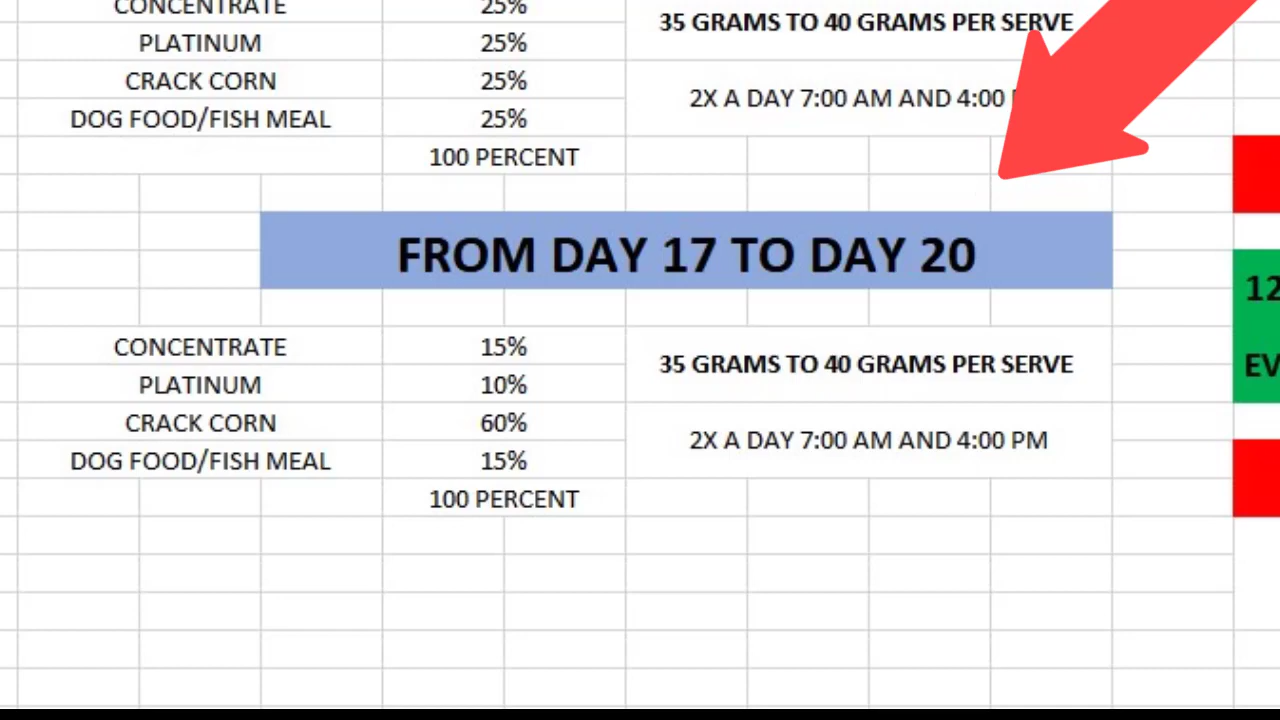 CONCENTRATE 25%
35 GRAMS TO 40 GRAMS PER SERVE
PLATINUM 25%
CRACK CORN 25%
2X A DAY 7:00 AM AND 4:00
DOG FOOD/FISH MEAL 25%
100 PERCENT
FROM DAY 17 TO DAY 20
12
CONCENTRATE 15%
35 GRAMS TO 40 GRAMS PER SERVE
EV
PLATINUM 10%
CRACK CORN 60%
2X A DAY 7:00 AM AND 4:00 PM
DOG FOOD/FISH MEAL 15%
100 PERCENT